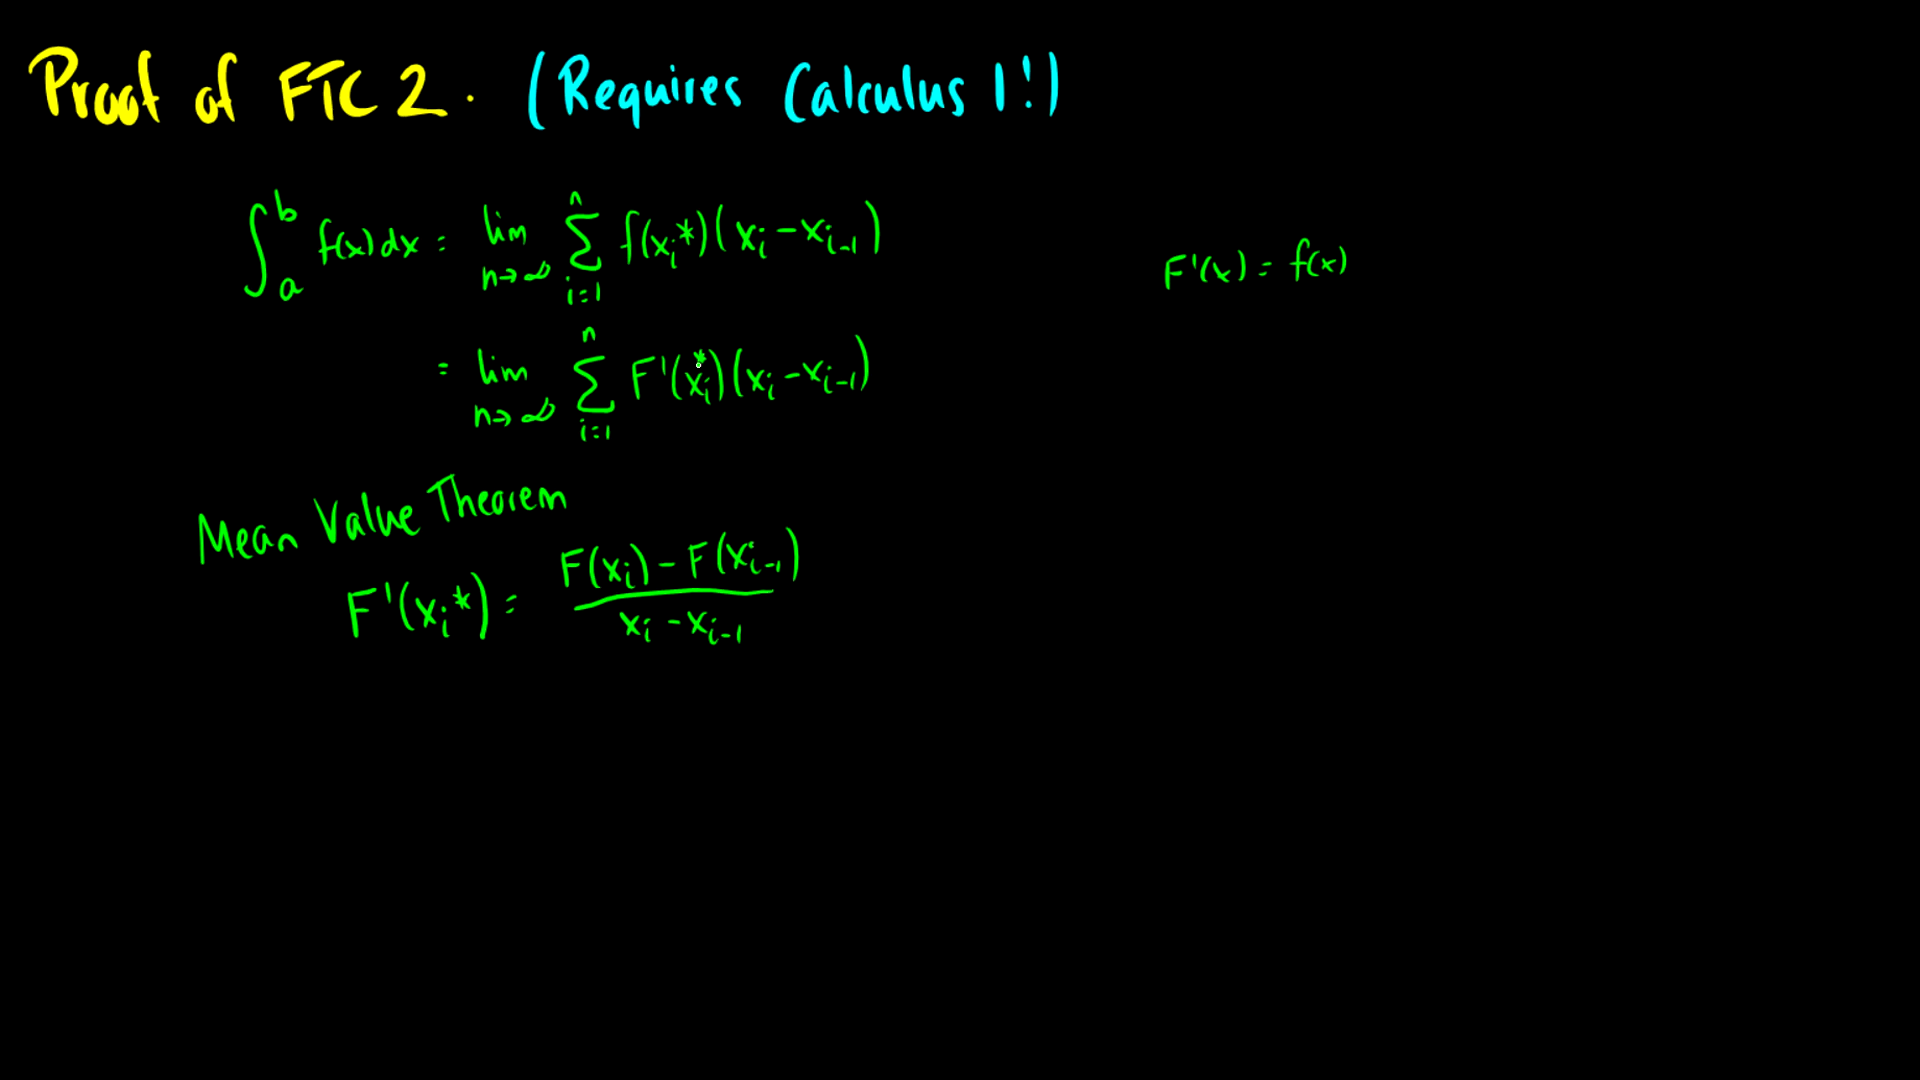 Proof of FTC 2. (Requires Calculus 1!)
∫_a^b f(x)dx = lim_{n→∞} Σ_{i=1}^n f(x_i*)(x_i − x_{i−1})
F'(x) = f(x)
= lim_{n→∞} Σ_{i=1}^n F'(x_i*)(x_i − x_{i−1})
Mean Value Theorem
F'(x_i*) = (F(x_i) − F(x_{i−1})) / (x_i − x_{i−1})